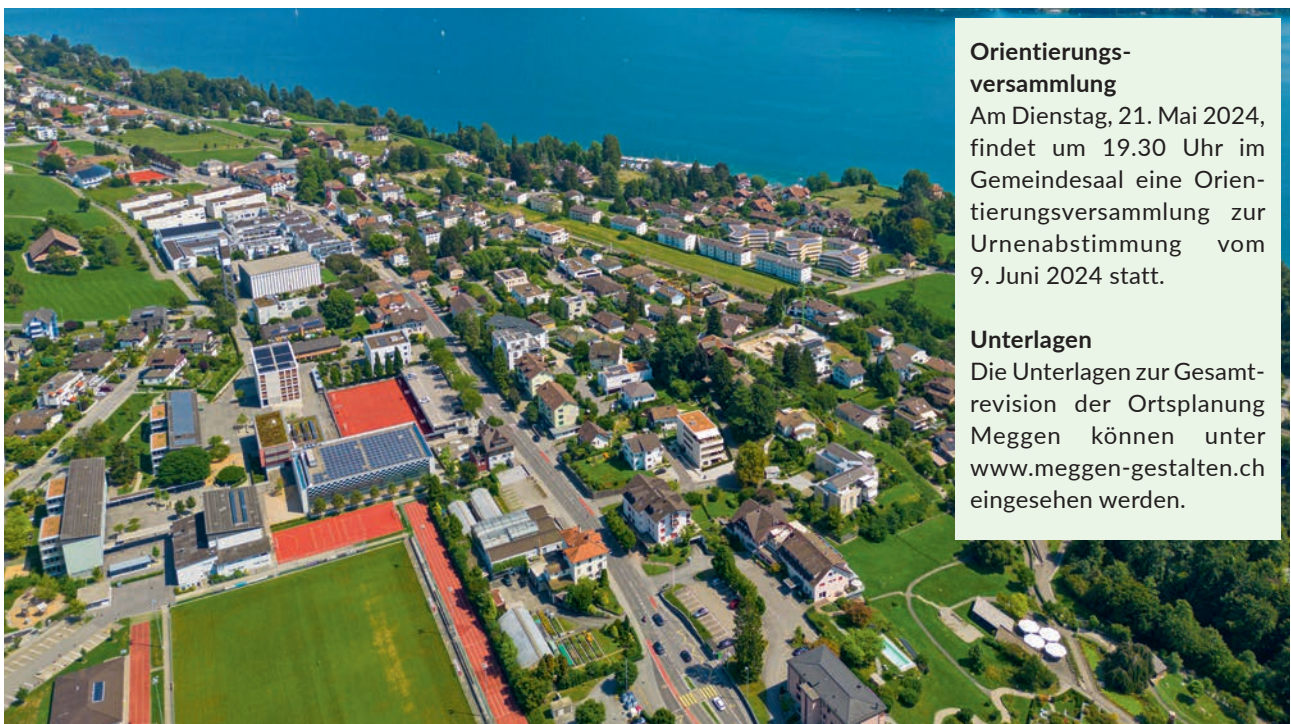 Orientierungs-
versammlung
Am Dienstag, 21. Mai 2024,
findet um 19.30 Uhr im
Gemeindesaal eine Orien-
tierungsversammlung zur
Urnenabstimmung vom
9. Juni 2024 statt.
Unterlagen
Die Unterlagen zur Gesamt-
revision der Ortsplanung
Meggen können unter
www.meggen-gestalten.ch
eingesehen werden.